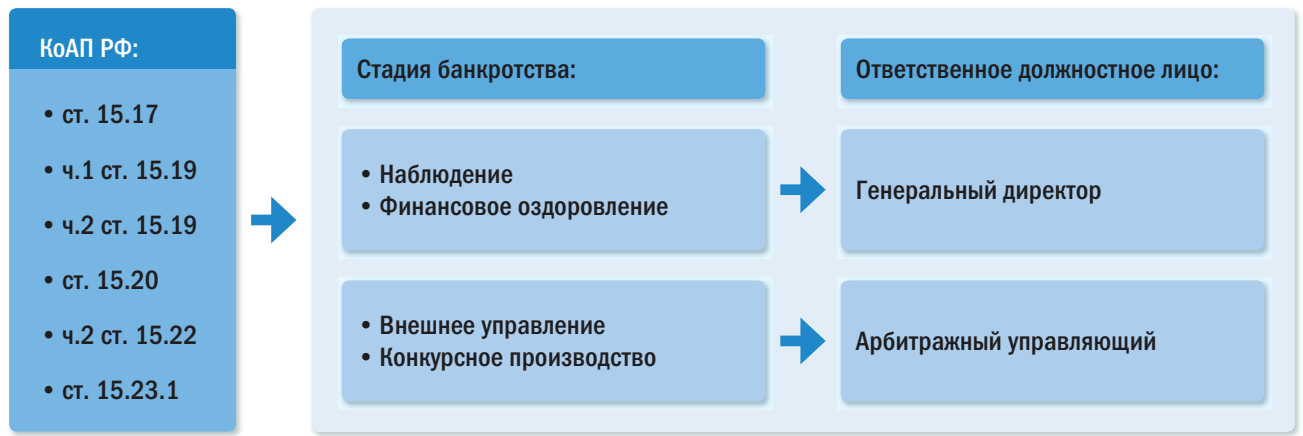 КоАП РФ:
• ст. 15.17
• ч.1 ст. 15.19
• ч.2 ст. 15.19
• ст. 15.20
• ч.2 ст. 15.22
• ст. 15.23.1
Стадия банкротства:
Ответственное должностное лицо:
• Наблюдение
• Финансовое оздоровление
Генеральный директор
• Внешнее управление
• Конкурсное производство
Арбитражный управляющий